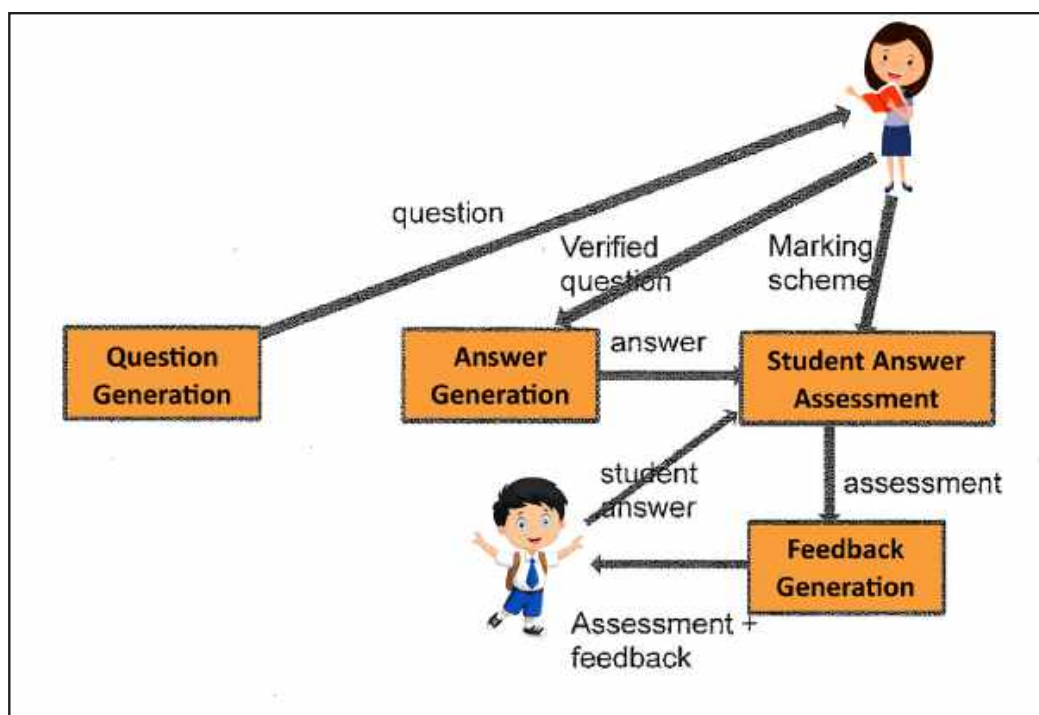 question
Verified
question
Marking
scheme
Question
Generation
Answer
Generation
answer
Student Answer
Assessment
student
answer
assessment
Feedback
Generation
Assessment +
feedback